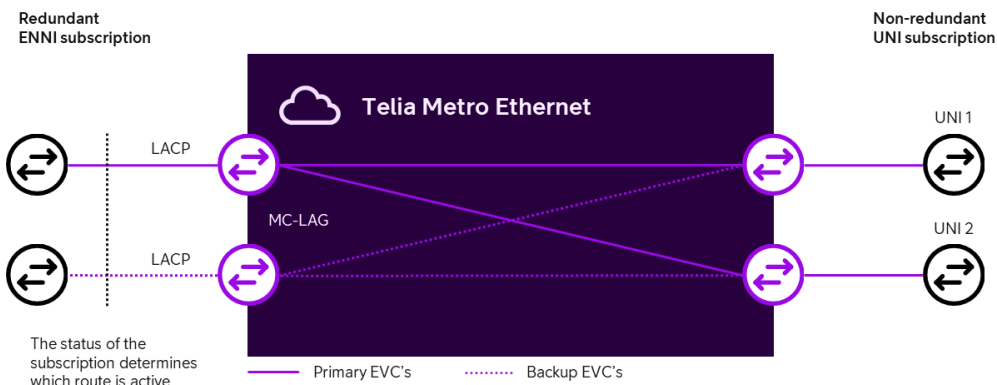 Redundant
ENNI subscription
Non-redundant
UNI subscription
Telia Metro Ethernet
UNI 1
LACP
MC-LAG
UNI 2
LACP
The status of the
subscription determines
which route is active
Primary EVC's
Backup EVC's